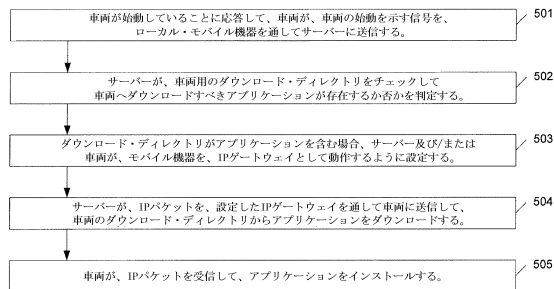 車両が始動していることに応答して、車両が、車両の始動を示す信号を、
ローカル・モバイル機器を通してサーバーに送信する。
501
サーバーが、車両用のダウンロード・ディレクトリをチェックして
車両へダウンロードすべきアプリケーションが存在するか否かを判定する。
502
ダウンロード・ディレクトリがアプリケーションを含む場合、サーバー及び/または
車両が、モバイル機器を、IPゲートウェイとして動作するように設定する。
503
サーバーが、IPパケットを、設定したIPゲートウェイを通して車両に送信して、
車両のダウンロード・ディレクトリからアプリケーションをダウンロードする。
504
車両が、IPパケットを受信して、アプリケーションをインストールする。
505